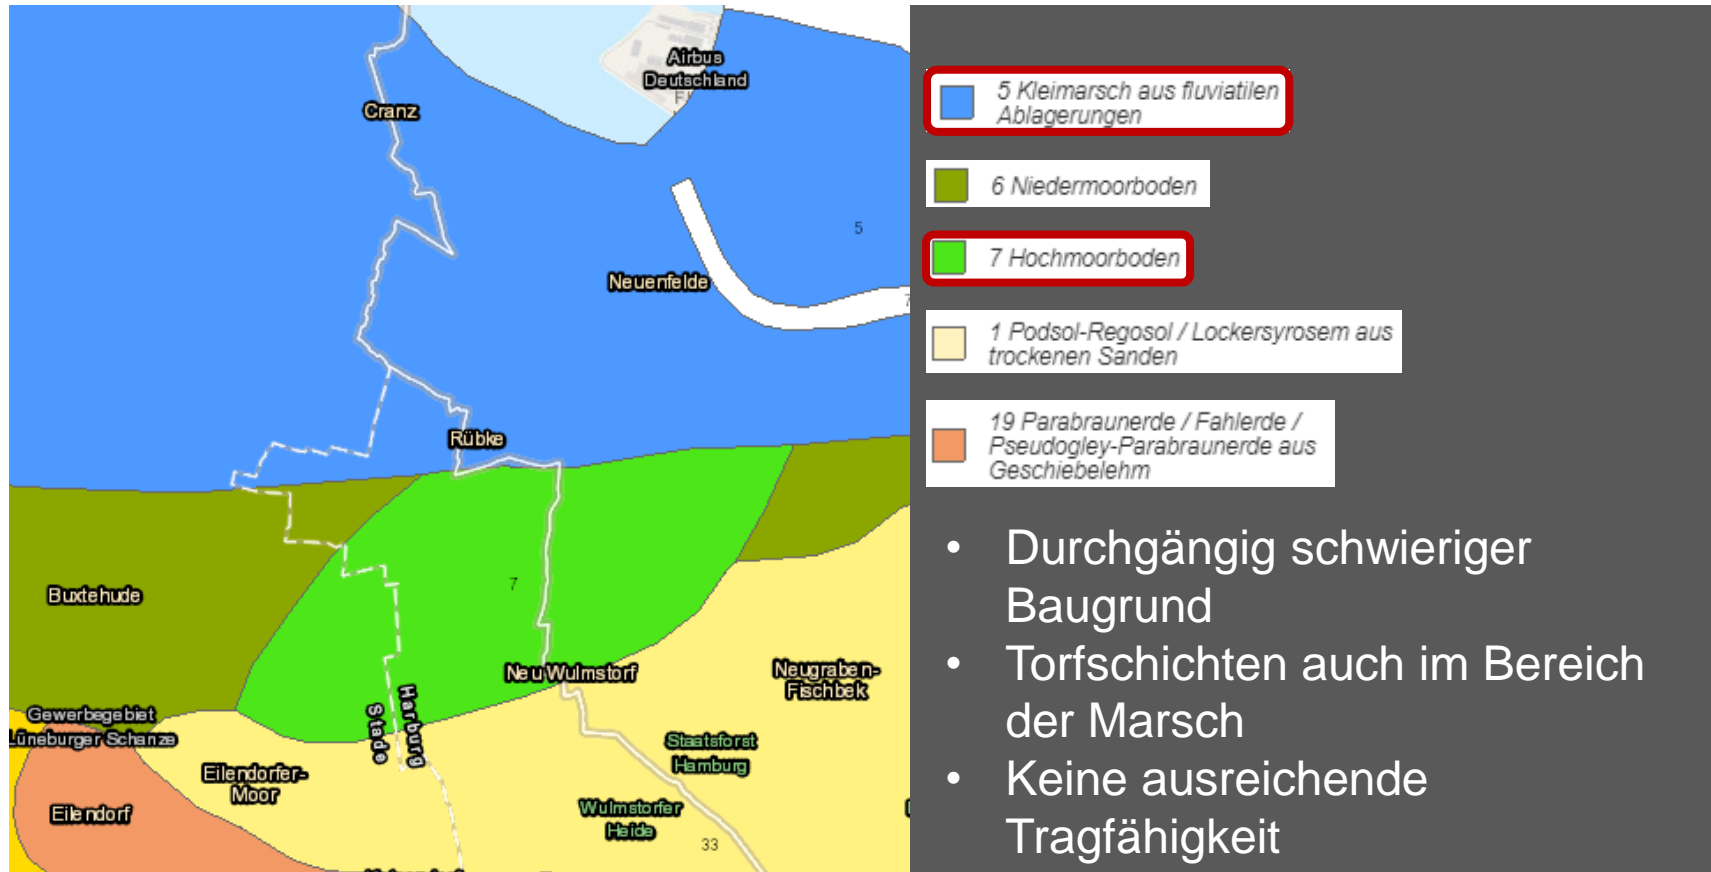 Airbus
Deutschland
Cranz
5
Neuenfelde
7
Rübke
Buxtehude
7
Neu Wulmstorf
Neugraben-
Fischbek
Harburg
Stade
Gewerbegebiet
Lüneburger Schanze
Staatsforst
Hamburg
Eilendorfer-
Moor
Eilendorf
Wulmstorfer
Heide
33
5 Kleimarsch aus fluviatilen
Ablagerungen
6 Niedermoorboden
7 Hochmoorboden
1 Podsol-Regosol / Lockersyrosem aus
trockenen Sanden
19 Parabraunerde / Fahlerde /
Pseudogley-Parabraunerde aus
Geschiebelehm
• Durchgängig schwieriger
Baugrund
• Torfschichten auch im Bereich
der Marsch
• Keine ausreichende
Tragfähigkeit